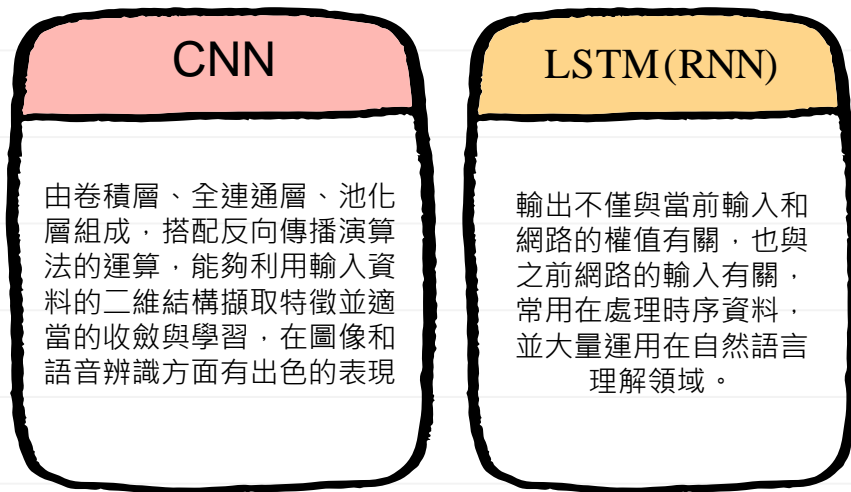 CNN
由卷積層、全連通層、池化
層組成，搭配反向傳播演算
法的運算，能夠利用輸入資
料的二維結構擷取特徵並適
當的收斂與學習，在圖像和
語音辨識方面有出色的表現
LSTM(RNN)
輸出不僅與當前輸入和
網路的權值有關，也與
之前網路的輸入有關，
常用在處理時序資料，
並大量運用在自然語言
理解領域。